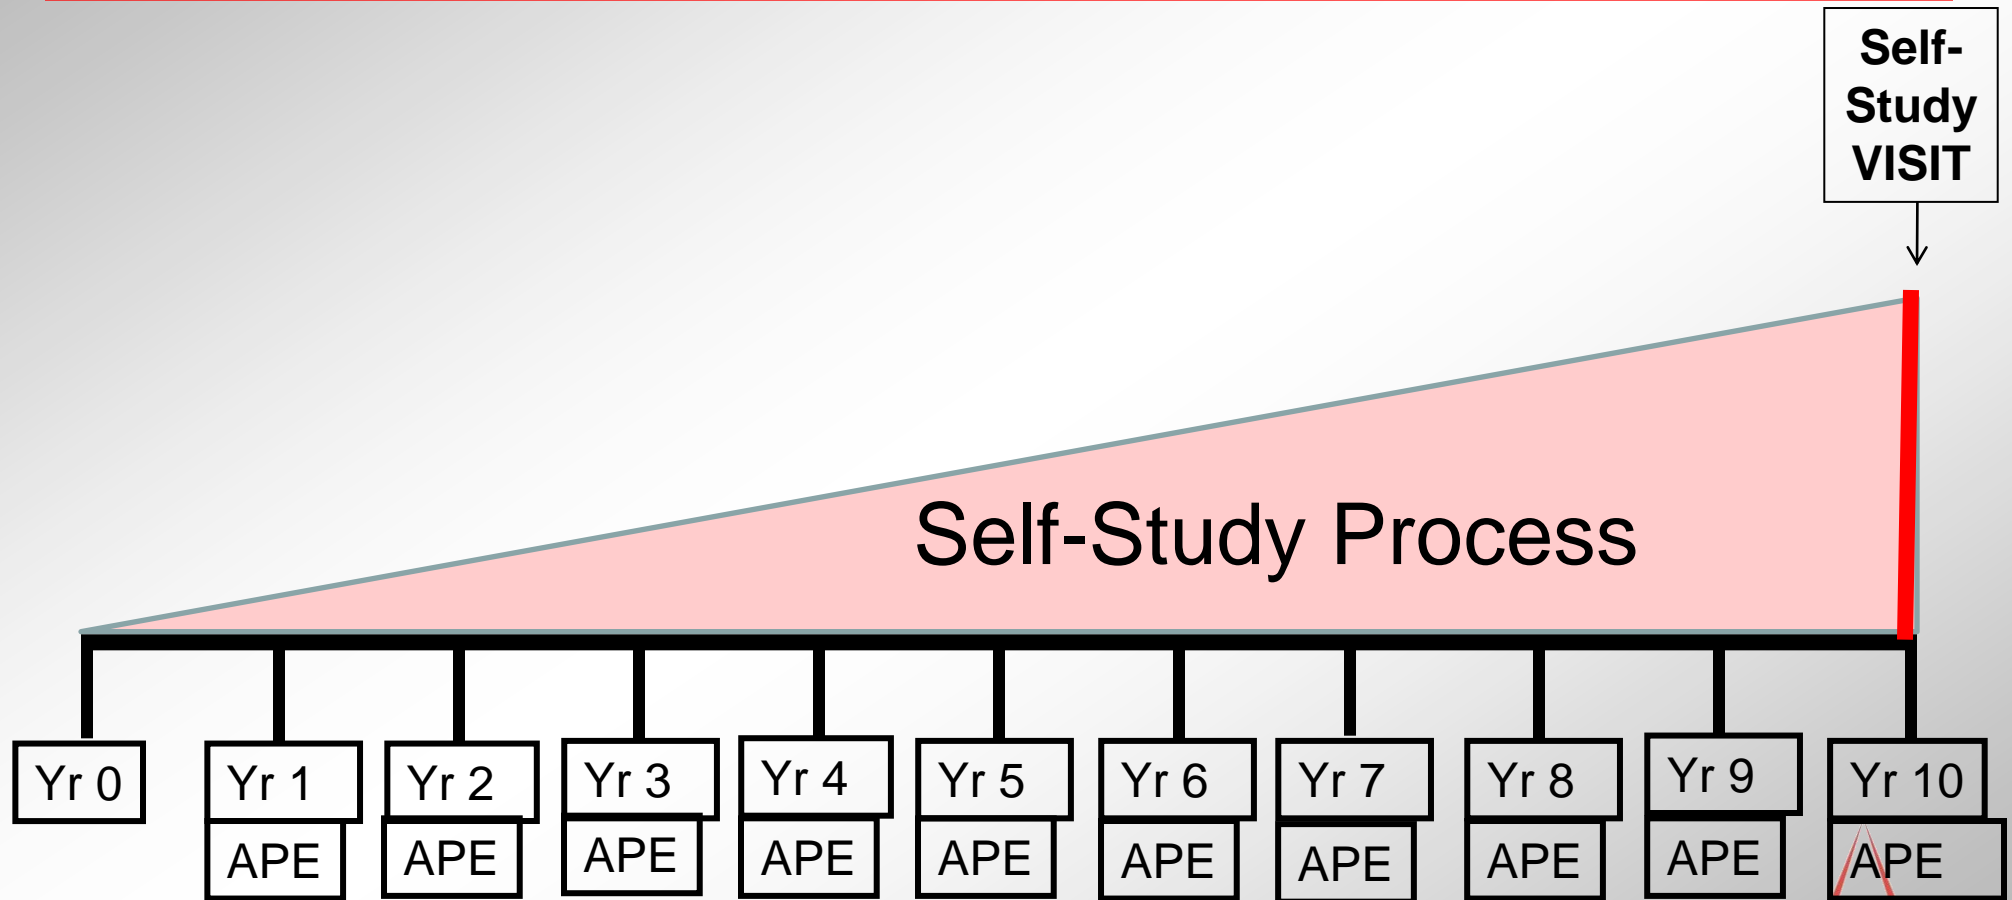 Self-
Study
VISIT
Self-Study Process
Yr 0
Yr 1
Yr 2
Yr 3
Yr 4
Yr 5
Yr 6
Yr 7
Yr 8
Yr 9
Yr 10
APE
APE
APE
APE
APE
APE
APE
APE
APE
APE